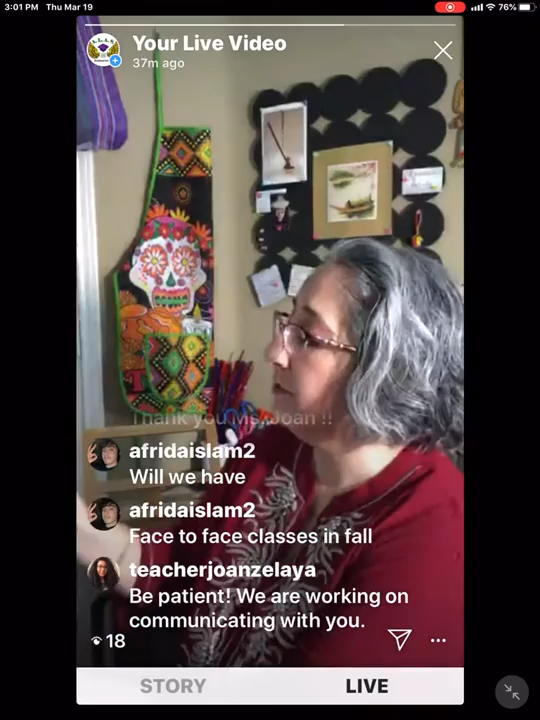 3:01 PM Thu Mar 19
76%
Your Live Video
37m ago
Thank you Ms. Joan !!
afridaislam2
Will we have
afridaislam2
Face to face classes in fall
teacherjoanzelaya
Be patient! We are working on
communicating with you.
18
STORY
LIVE